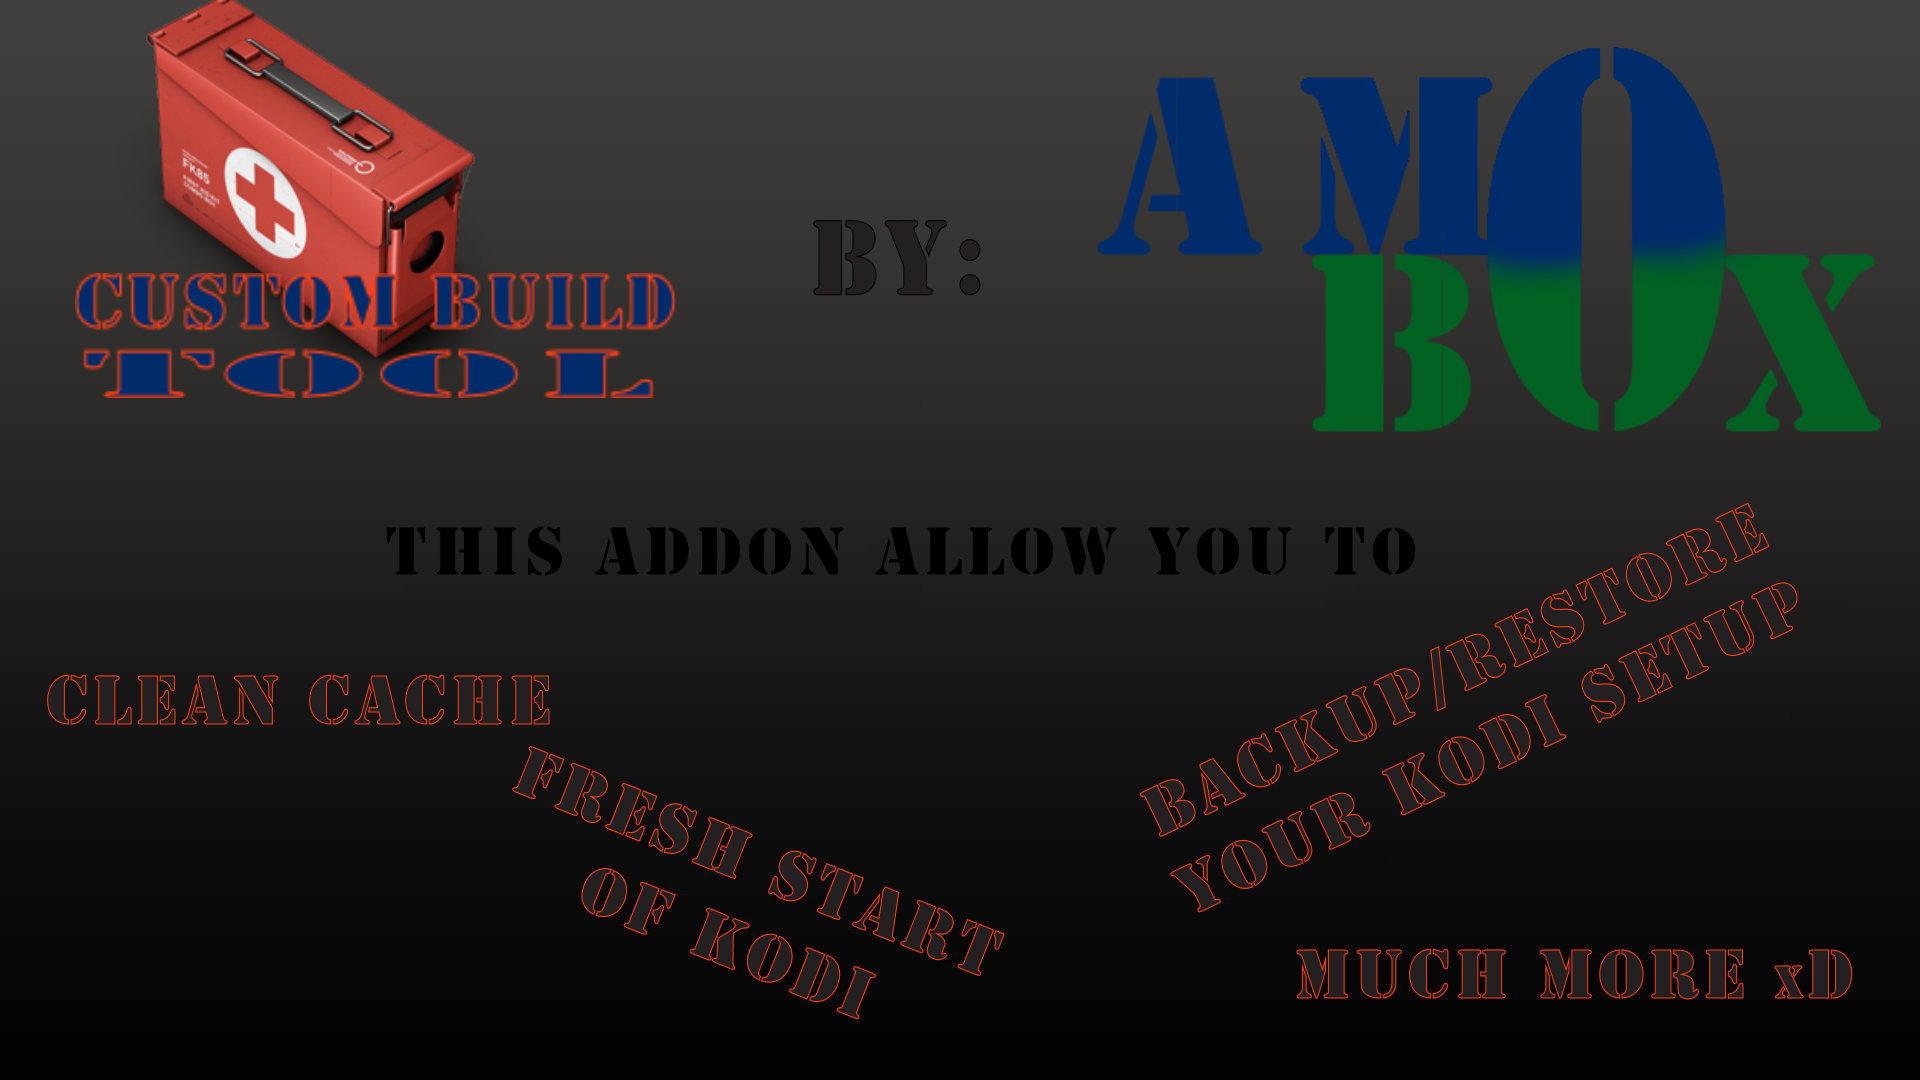 FK85
CUSTOM BUILD
TOOL
BY:
AMO
BOX
THIS ADDON ALLOW YOU TO
CLEAN CACHE
FRESH START
OF KODI
BACKUP/RESTORE
YOUR KODI SETUP
MUCH MORE xD